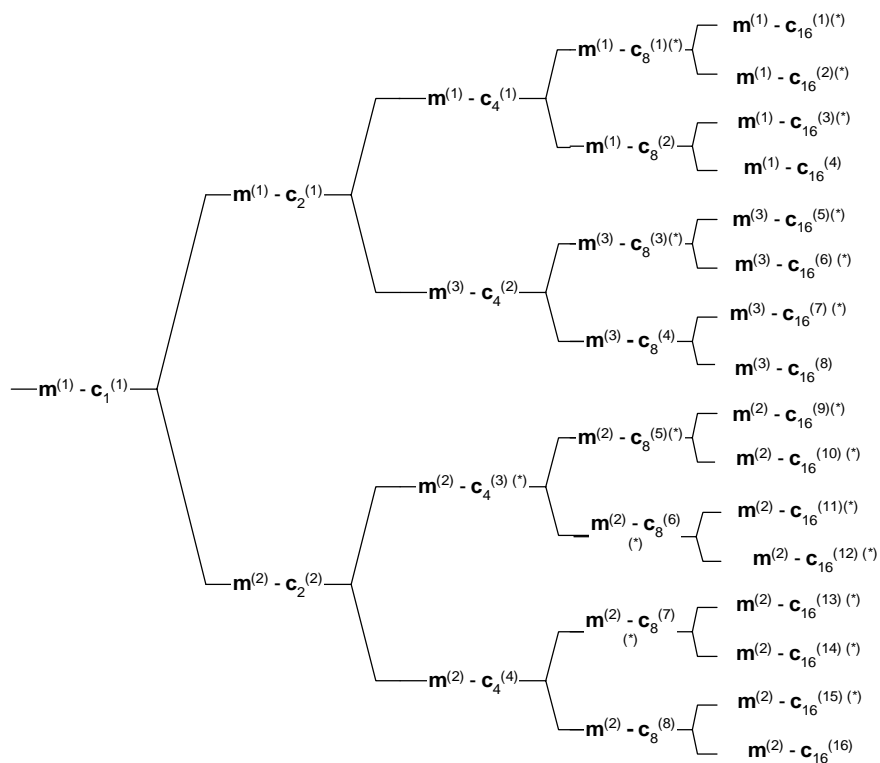 m(1) - c16(1)(*)
m(1) - c8(1)(*)
m(1) - c16(2)(*)
m(1) - c4(1)
m(1) - c16(3)(*)
m(1) - c8(2)
m(1) - c16(4)
m(1) - c2(1)
m(3) - c16(5)(*)
m(3) - c8(3)(*)
m(3) - c16(6) (*)
m(3) - c4(2)
m(3) - c16(7) (*)
m(3) - c8(4)
m(3) - c16(8)
m(1) - c1(1)
m(2) - c16(9)(*)
m(2) - c8(5)(*)
m(2) - c16(10) (*)
m(2) - c4(3) (*)
m(2) - c16(11)(*)
m(2) - c8(6)
(*)
m(2) - c16(12) (*)
m(2) - c2(2)
m(2) - c16(13) (*)
m(2) - c8(7)
(*)
m(2) - c16(14) (*)
m(2) - c4(4)
m(2) - c16(15) (*)
m(2) - c8(8)
m(2) - c16(16)